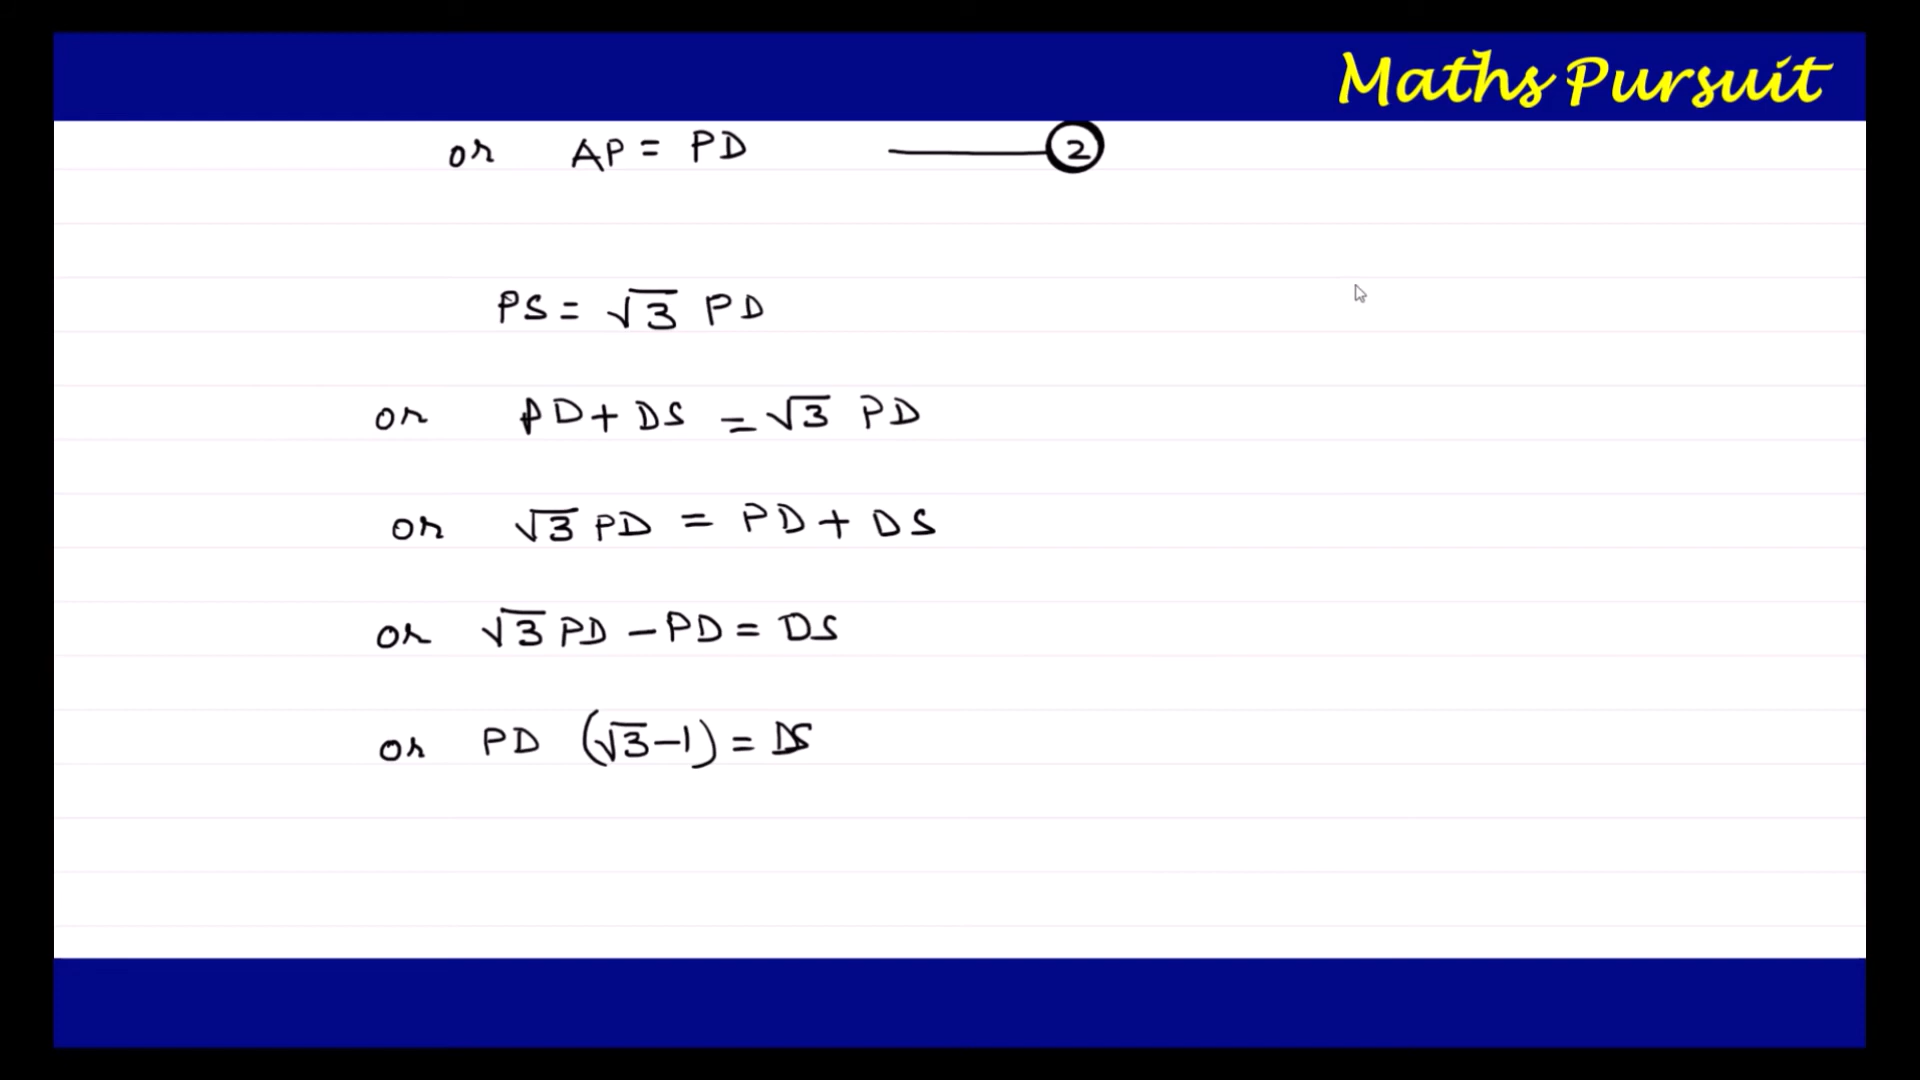 Maths Pursuit
or AP = PD ——— 2
PS = √3 PD
or PD + DS = √3 PD
or √3 PD = PD + DS
or √3 PD - PD = DS
or PD (√3-1) = DS